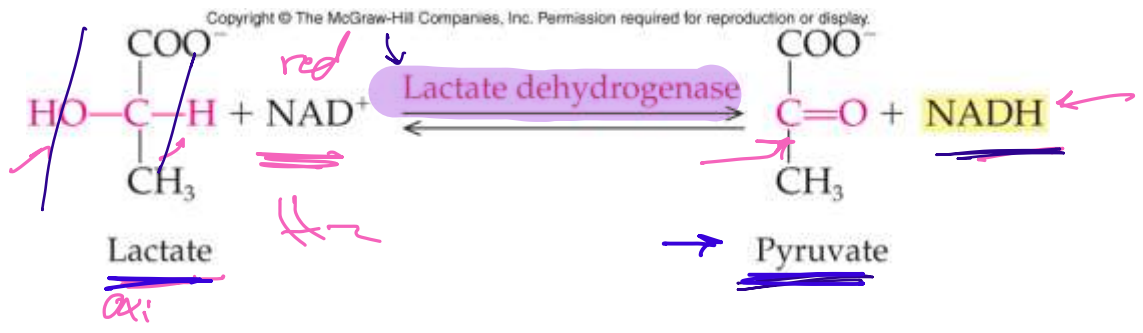 Copyright © The McGraw-Hill Companies, Inc. Permission required for reproduction or display.
COO⁻ COO⁻
red
Lactate dehydrogenase
HO—C—H + NAD⁺ C=O + NADH
CH₃ CH₃
Lactate Pyruvate
oxi